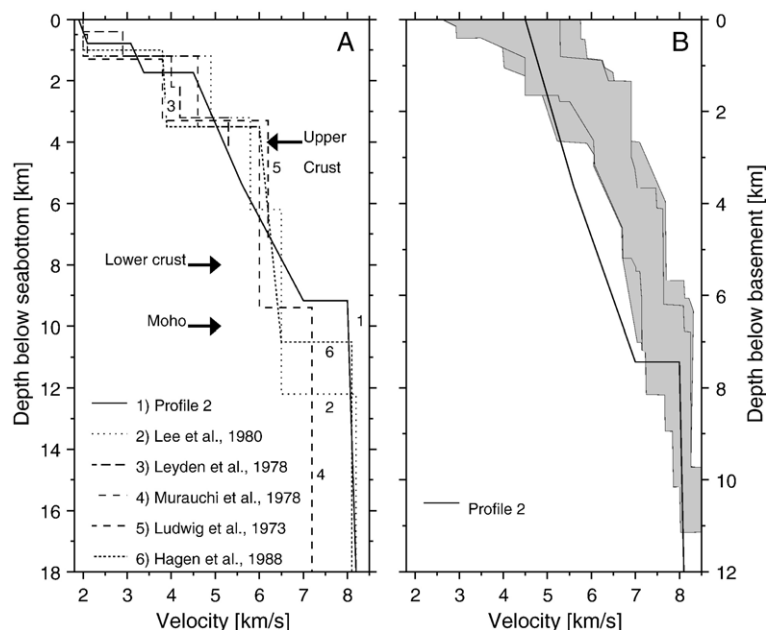 A
B
0
2
4
6
8
10
12
14
16
18
Depth below seabottom [km]
Upper
Crust
Lower crust
Moho
3
5
1
6
2
4
1) Profile 2
2) Lee et al., 1980
3) Leyden et al., 1978
4) Murauchi et al., 1978
5) Ludwig et al., 1973
6) Hagen et al., 1988
2 3 4 5 6 7 8
Velocity [km/s]
Profile 2
2 3 4 5 6 7 8
Velocity [km/s]
0
2
4
6
8
10
12
Depth below basement [km]